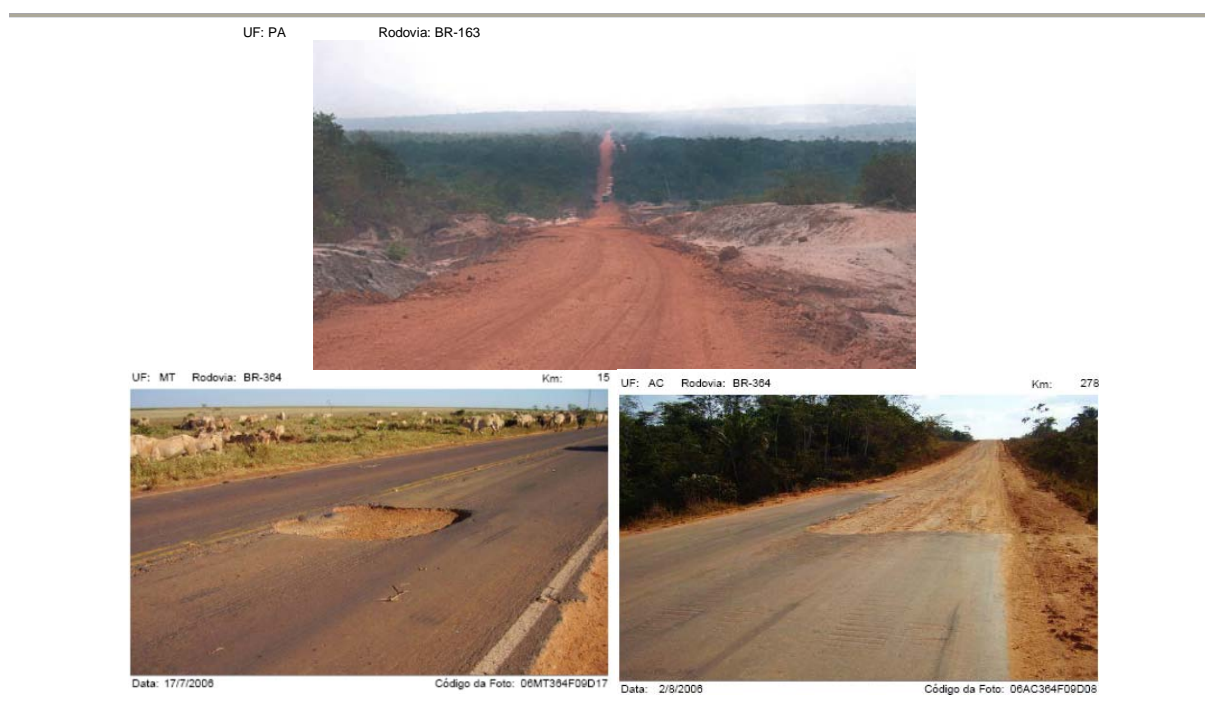 UF: PA Rodovia: BR-163
UF: MT Rodovia: BR-364 Km: 15
UF: AC Rodovia: BR-364 Km: 278
Data: 17/7/2006 Código da Foto: 06MT364F09D17
Data: 2/8/2006 Código da Foto: 06AC364F09D08